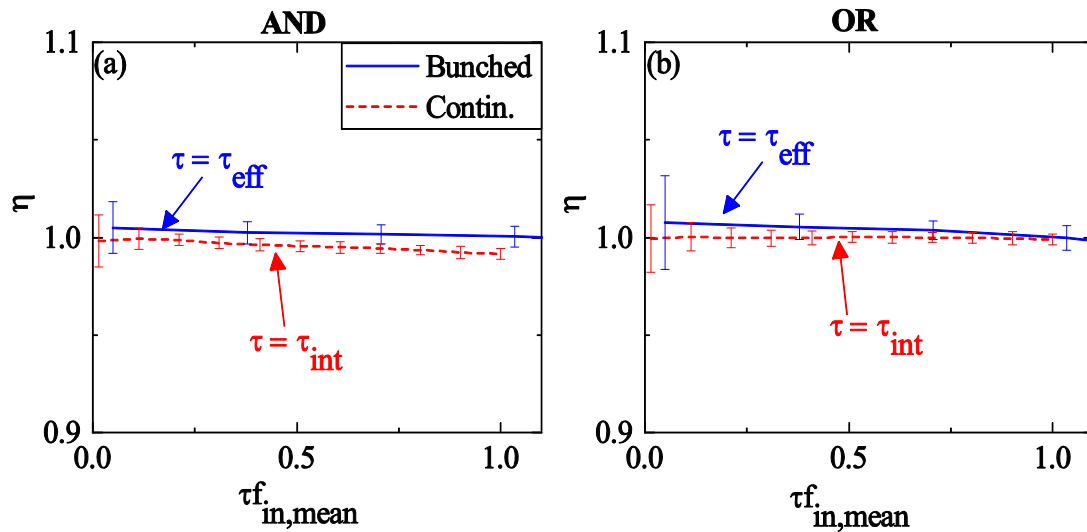 AND
OR
1.1
(a)
Bunched
Contin.
τ = τeff
η
1.0
τ = τint
0.9
0.0
0.5
1.0
τfin,mean
1.1
(b)
τ = τeff
η
1.0
τ = τint
0.9
0.0
0.5
1.0
τfin,mean